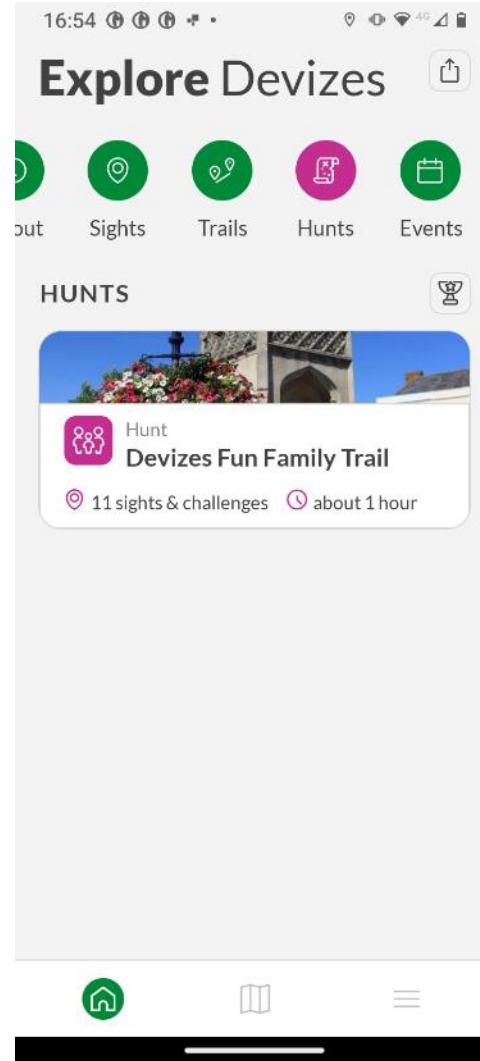 16:54
4G
Explore Devizes
out Sights Trails Hunts Events
HUNTS
Hunt
Devizes Fun Family Trail
11 sights & challenges about 1 hour